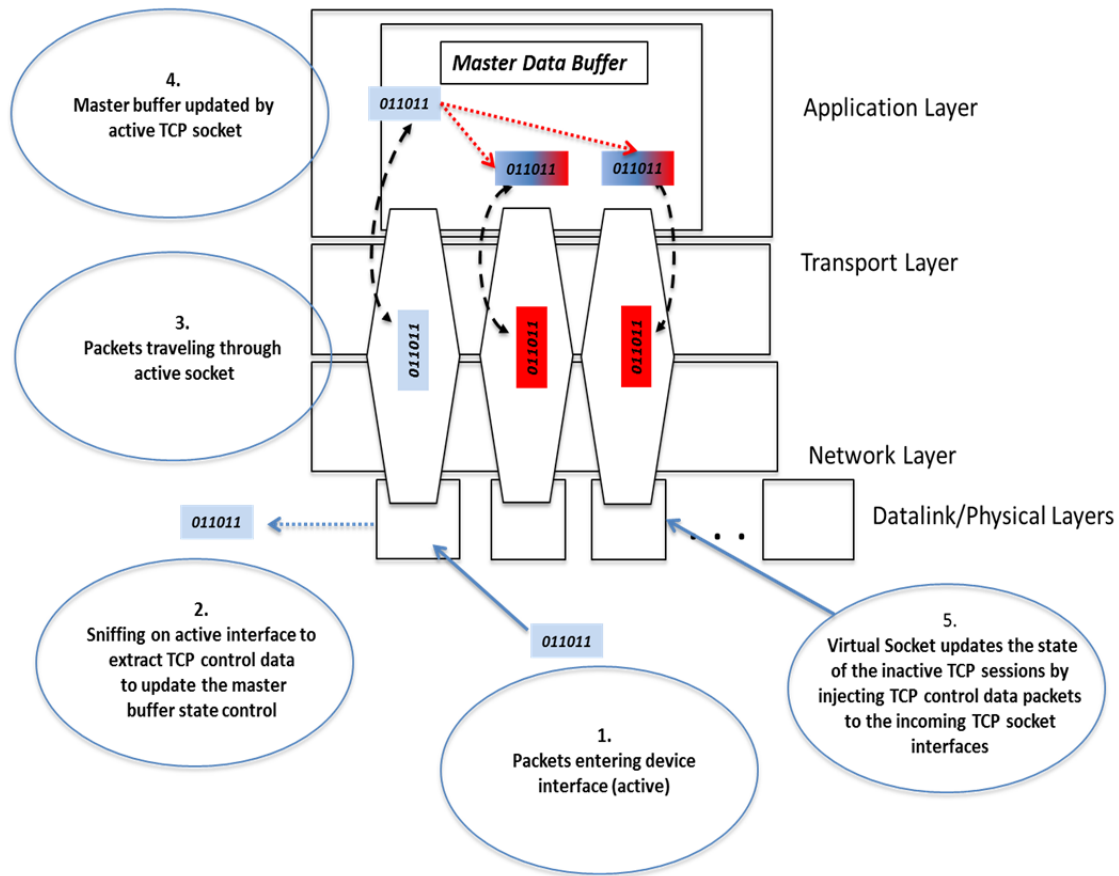 Master Data Buffer
011011
011011
011011
Application Layer
4.
Master buffer updated by
active TCP socket
Transport Layer
3.
Packets traveling through
active socket
011011
011011
011011
Network Layer
011011
Datalink/Physical Layers
. . .
2.
Sniffing on active interface to
extract TCP control data
to update the master
buffer state control
011011
1.
Packets entering device
interface (active)
5.
Virtual Socket updates the state
of the inactive TCP sessions by
injecting TCP control data packets
to the incoming TCP socket
interfaces